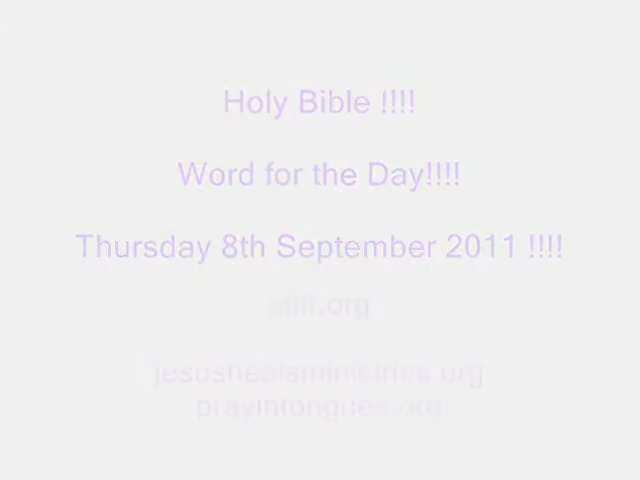 Holy Bible !!!!
Word for the Day!!!!
Thursday 8th September 2011 !!!!
jesushealsministries.org
prayintongues.org